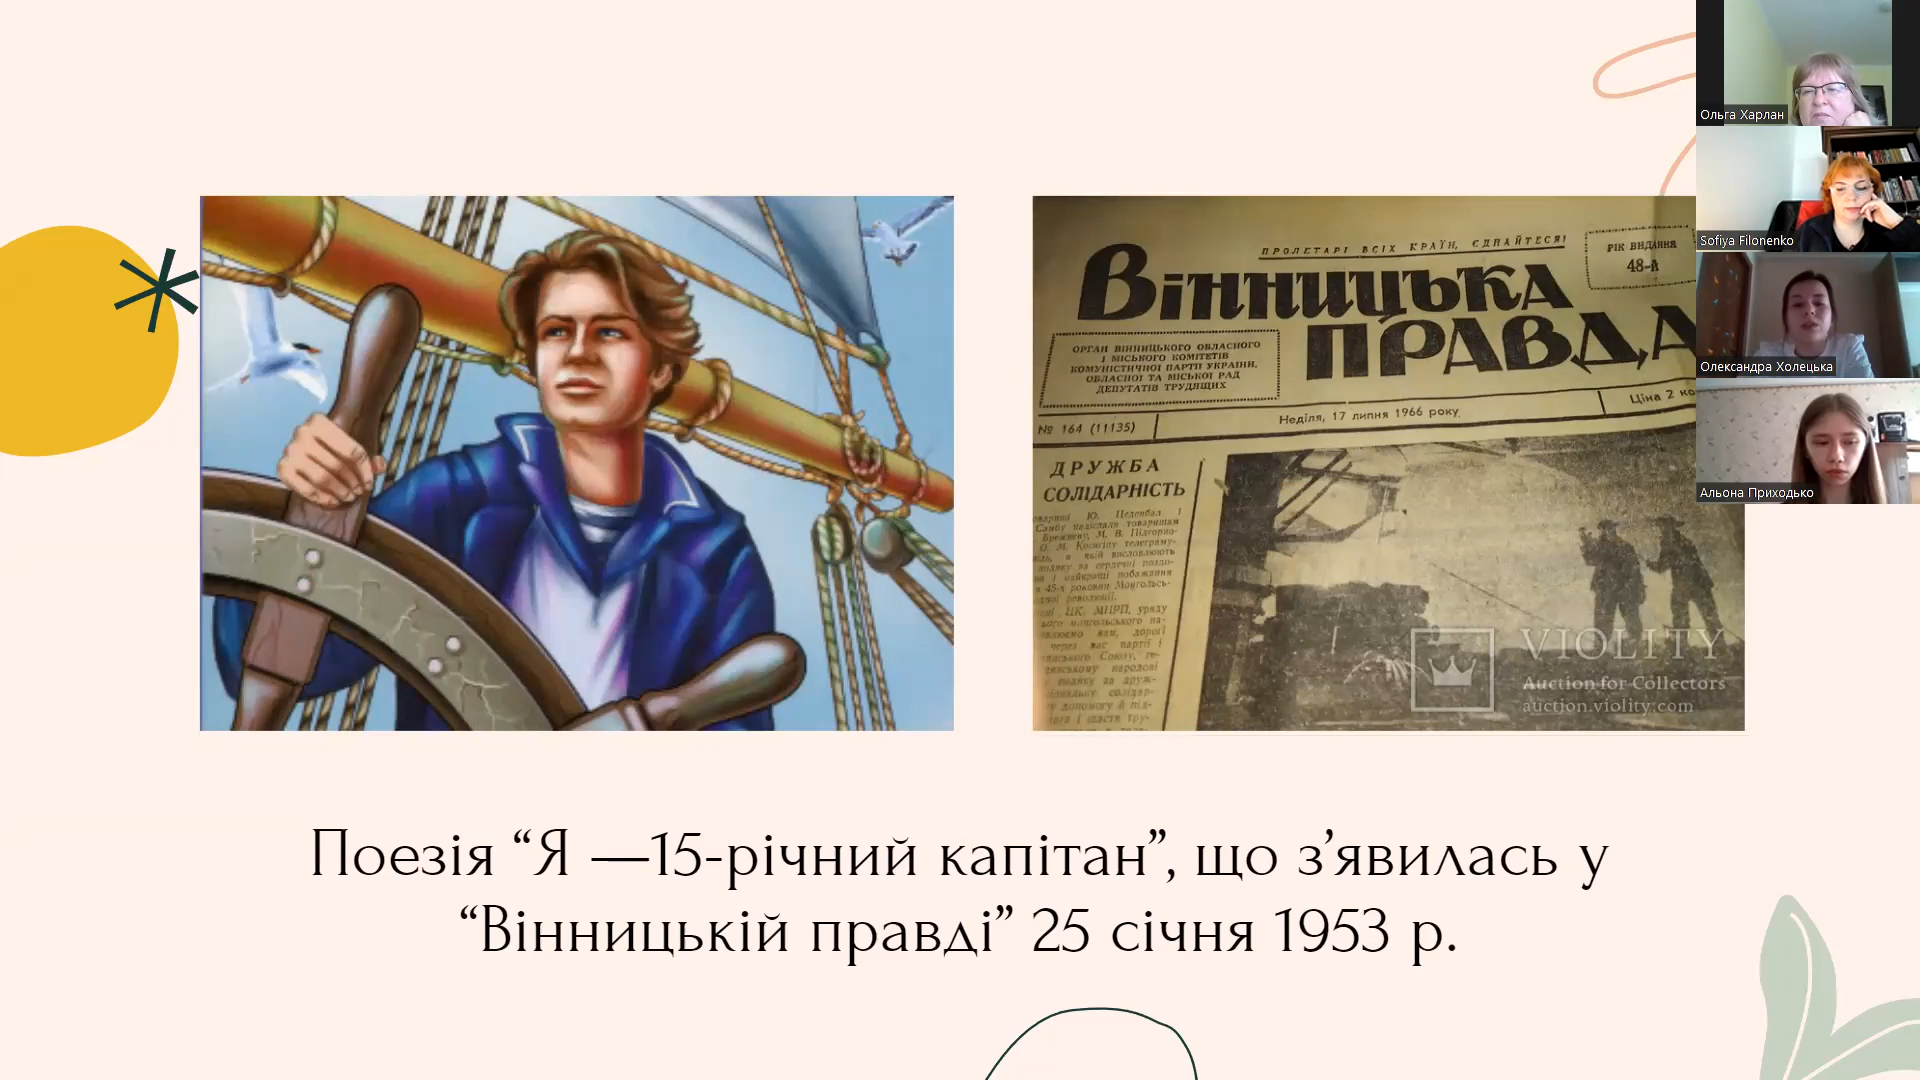 Ольга Харлан
Sofiya Filonenko
Олександра Холецька
Альона Приходько
ПРОЛЕТАРІ ВСІХ КРАЇН, ЄДНАЙТЕСЯ!
РІК ВИДАННЯ
48-й
Вінницька
ПРАВДА
ОРГАН ВІННИЦЬКОГО ОБЛАСНОГО
І МІСЬКОГО КОМІТЕТІВ
КОМУНІСТИЧНОЇ ПАРТІЇ УКРАЇНИ,
ОБЛАСНОЇ ТА МІСЬКОЇ РАД
ДЕПУТАТІВ ТРУДЯЩИХ
№ 164 (11135)
Неділя, 17 липня 1966 року
Ціна 2 ко
ДРУЖБА
СОЛІДАРНІСТЬ
VIOLITY
Auction for Collectors
auction.violity.com
Поезія “Я —15-річний капітан”, що з’явилась у
“Вінницькій правді” 25 січня 1953 р.